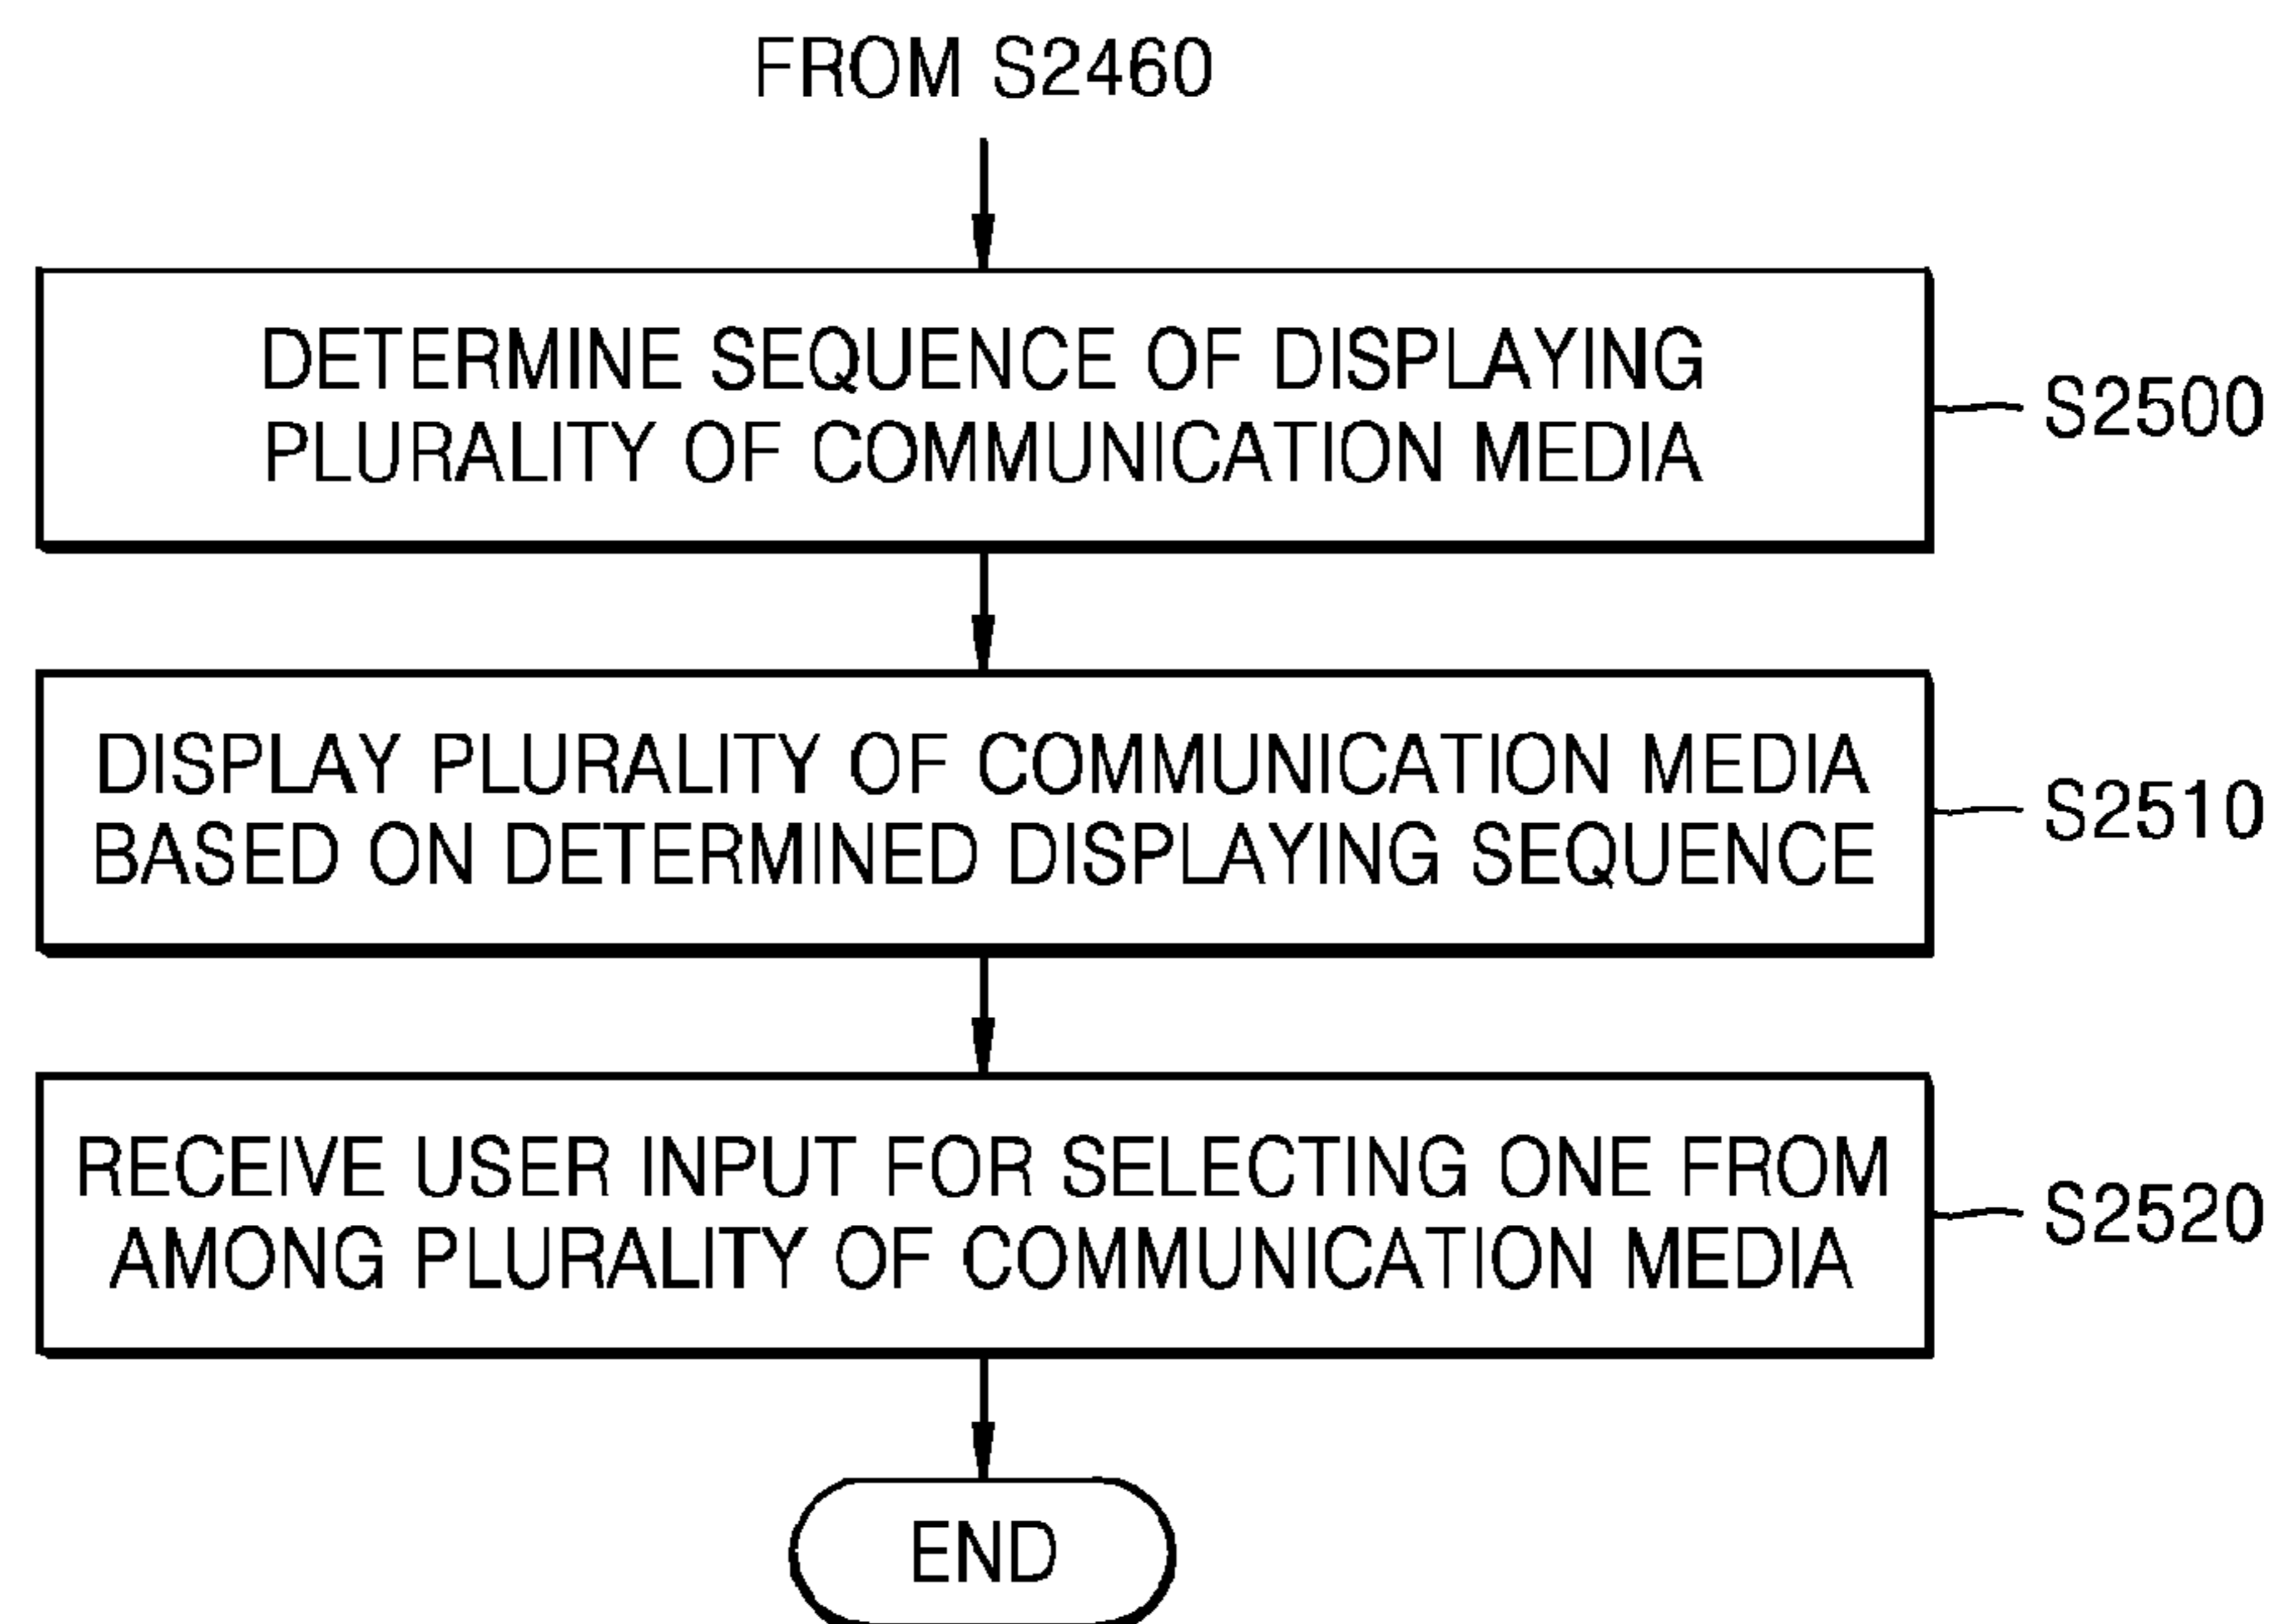 FROM S2460
DETERMINE SEQUENCE OF DISPLAYING
PLURALITY OF COMMUNICATION MEDIA
S2500
DISPLAY PLURALITY OF COMMUNICATION MEDIA
BASED ON DETERMINED DISPLAYING SEQUENCE
S2510
RECEIVE USER INPUT FOR SELECTING ONE FROM
AMONG PLURALITY OF COMMUNICATION MEDIA
S2520
END